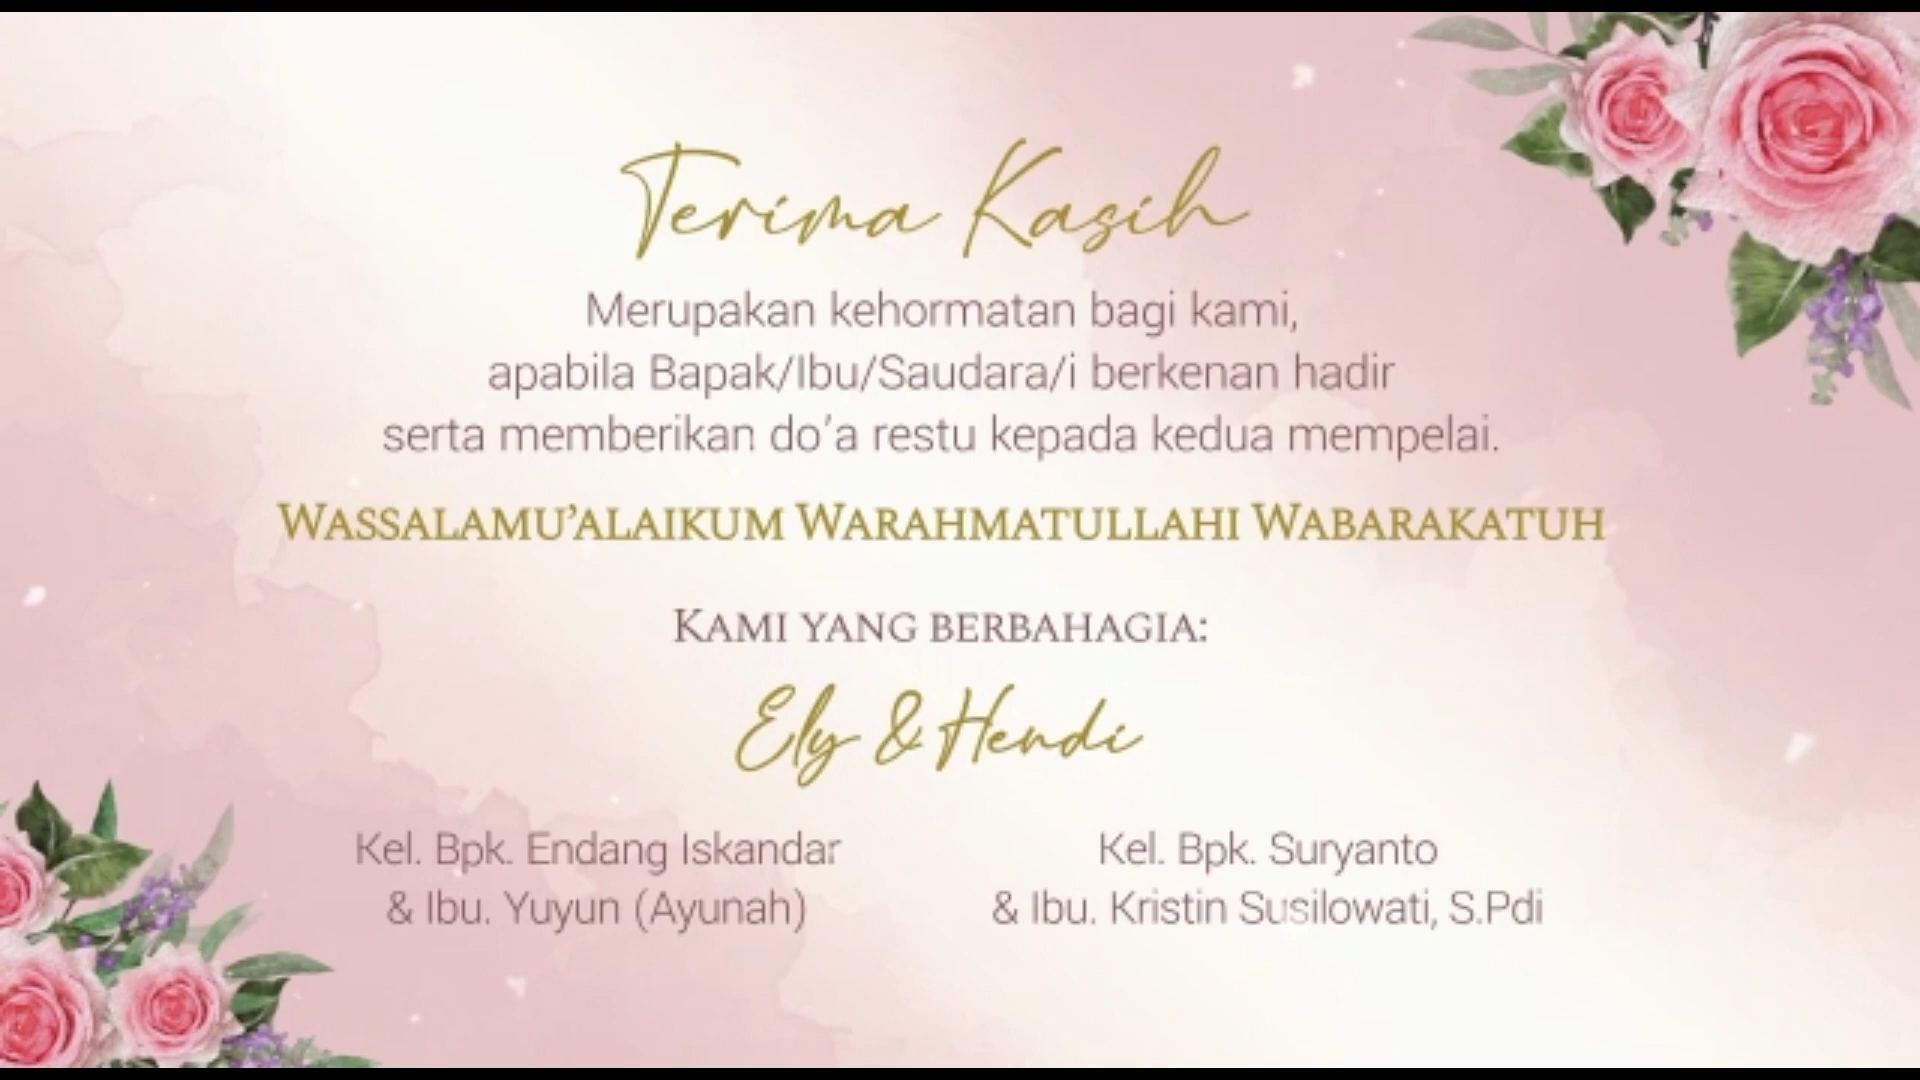 Terima Kasih
Merupakan kehormatan bagi kami,
apabila Bapak/Ibu/Saudara/i berkenan hadir
serta memberikan do'a restu kepada kedua mempelai.
WASSALAMU'ALAIKUM WARAHMATULLAHI WABARAKATUH
KAMI YANG BERBAHAGIA:
Ely & Hendi
Kel. Bpk. Endang Iskandar
& Ibu. Yuyun (Ayunah)
Kel. Bpk. Suryanto
& Ibu. Kristin Susilowati, S.Pdi